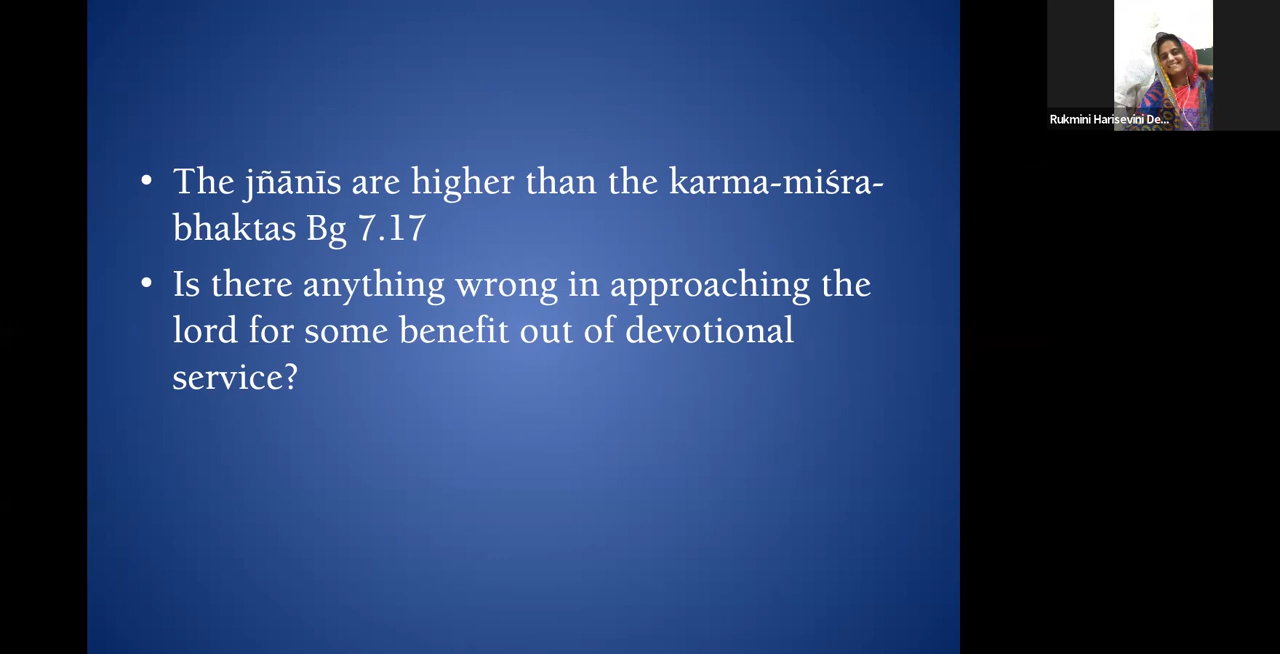 • The jñānīs are higher than the karma-miśra-
bhaktas Bg 7.17
• Is there anything wrong in approaching the
lord for some benefit out of devotional
service?
Rukmini Harisevini De...